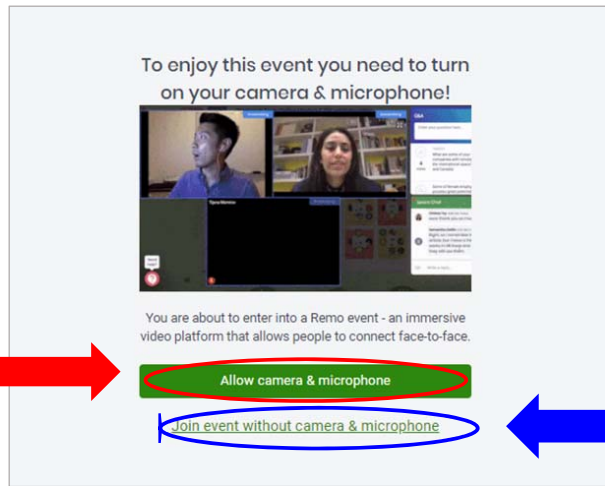 To enjoy this event you need to turn
on your camera & microphone!
Q&A
You are about to enter into a Remo event - an immersive
video platform that allows people to connect face-to-face.
Allow camera & microphone
Join event without camera & microphone